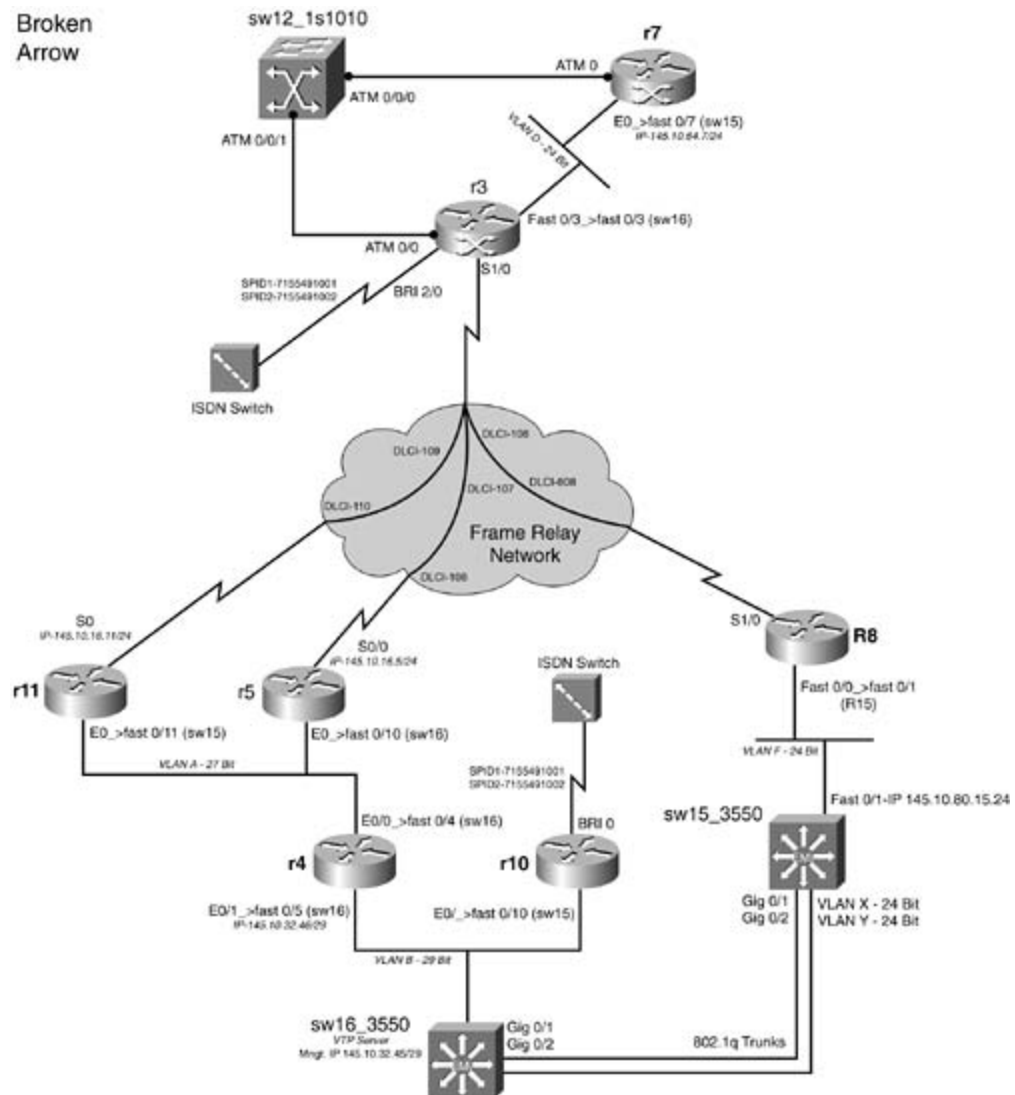 Broken
Arrow
sw12_1s1010
r7
ATM 0
ATM 0/0/0
E0_>fast 0/7 (sw15)
IP-145.10.64.7/24
ATM 0/0/1
VLAN D - 24 Bit
r3
Fast 0/3_>fast 0/3 (sw16)
ATM 0/0
S1/0
SPID1-7155491001
SPID2-7155491002
BRI 2/0
ISDN Switch
DLCI-109
DLCI-107
DLCI-608
DLCI-110
Frame Relay
Network
S0
IP-145.10.16.11/24
S0/0
IP-145.10.16.5/24
S1/0
R8
ISDN Switch
r11
r5
Fast 0/0_>fast 0/1
(R15)
E0_>fast 0/11 (sw15)
E0_>fast 0/10 (sw16)
VLAN A - 27 Bit
VLAN F - 24 Bit
SPID1-7155491001
SPID2-7155491002
Fast 0/1-IP 145.10.80.15.24
E0/0_>fast 0/4 (sw16)
BRI 0
sw15_3550
r4
r10
Gig 0/1
Gig 0/2
VLAN X - 24 Bit
VLAN Y - 24 Bit
E0/1_>fast 0/5 (sw16)
IP-145.10.32.46/29
E0/_>fast 0/10 (sw15)
VLAN B - 29 Bit
sw16_3550
VTP Server
Mngt. IP 145.10.32.45/29
Gig 0/1
Gig 0/2
802.1q Trunks